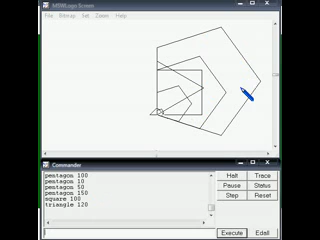 MSWLogo Screen
File Bitmap Set Zoom Help
Commander
pentagon 100
pentagon 10
pentagon 50
pentagon 150
square 100
triangle 120
Halt Trace
Pause Status
Step Reset
Execute Edall